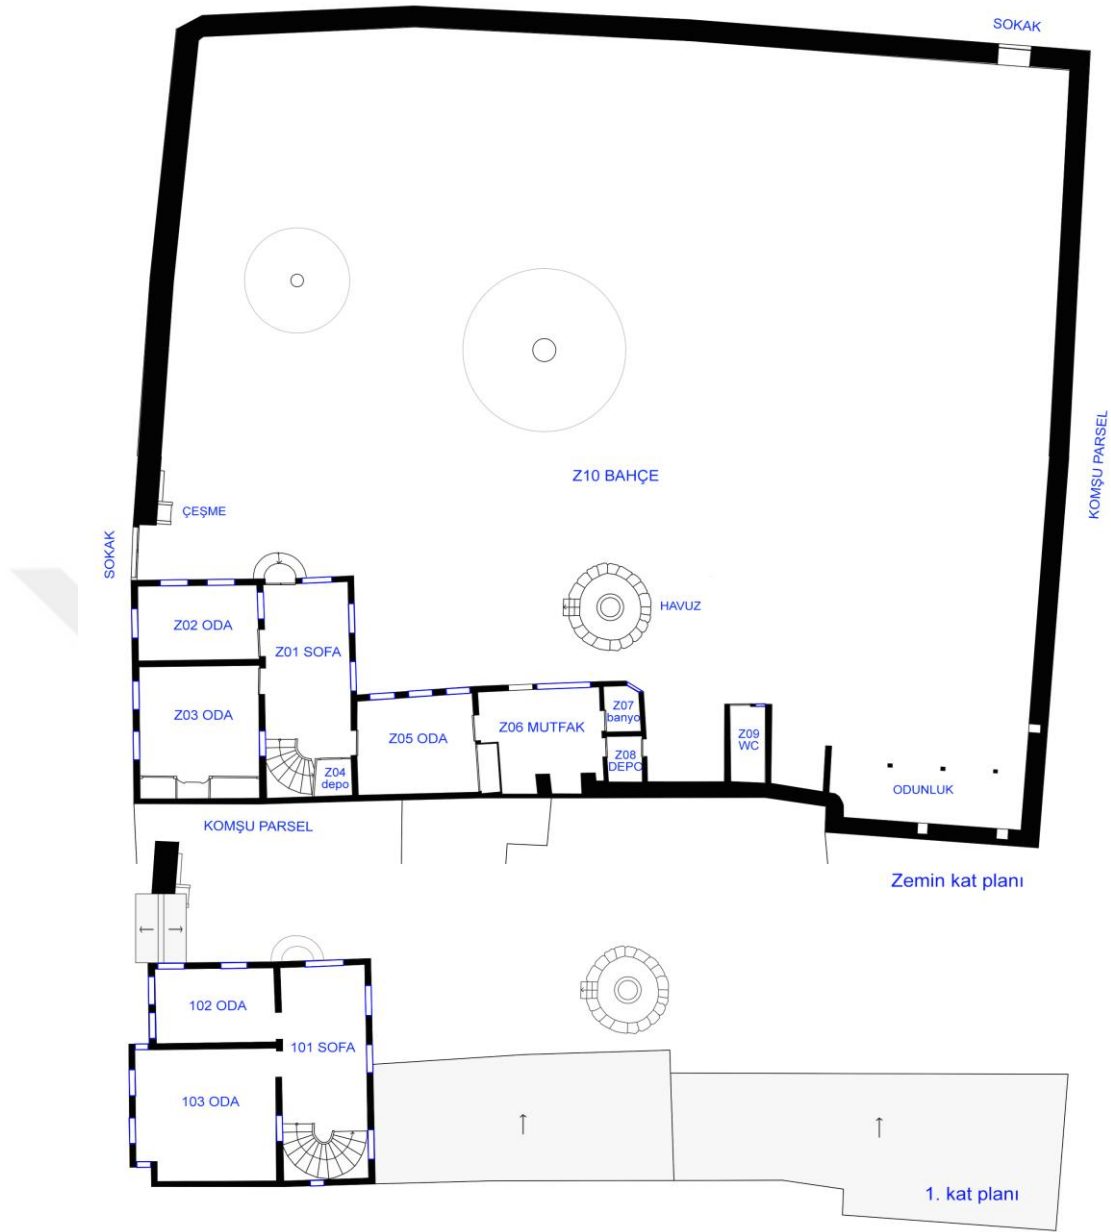 SOKAK
KOMŞU PARSEL
Z10 BAHÇE
ÇEŞME
SOKAK
HAVUZ
Z02 ODA
Z01 SOFA
Z03 ODA
Z05 ODA
Z06 MUTFAK
Z07
banyo
Z08
DEPO
Z09
WC
Z04
depo
ODUNLUK
KOMŞU PARSEL
Zemin kat planı
102 ODA
101 SOFA
103 ODA
1. kat planı